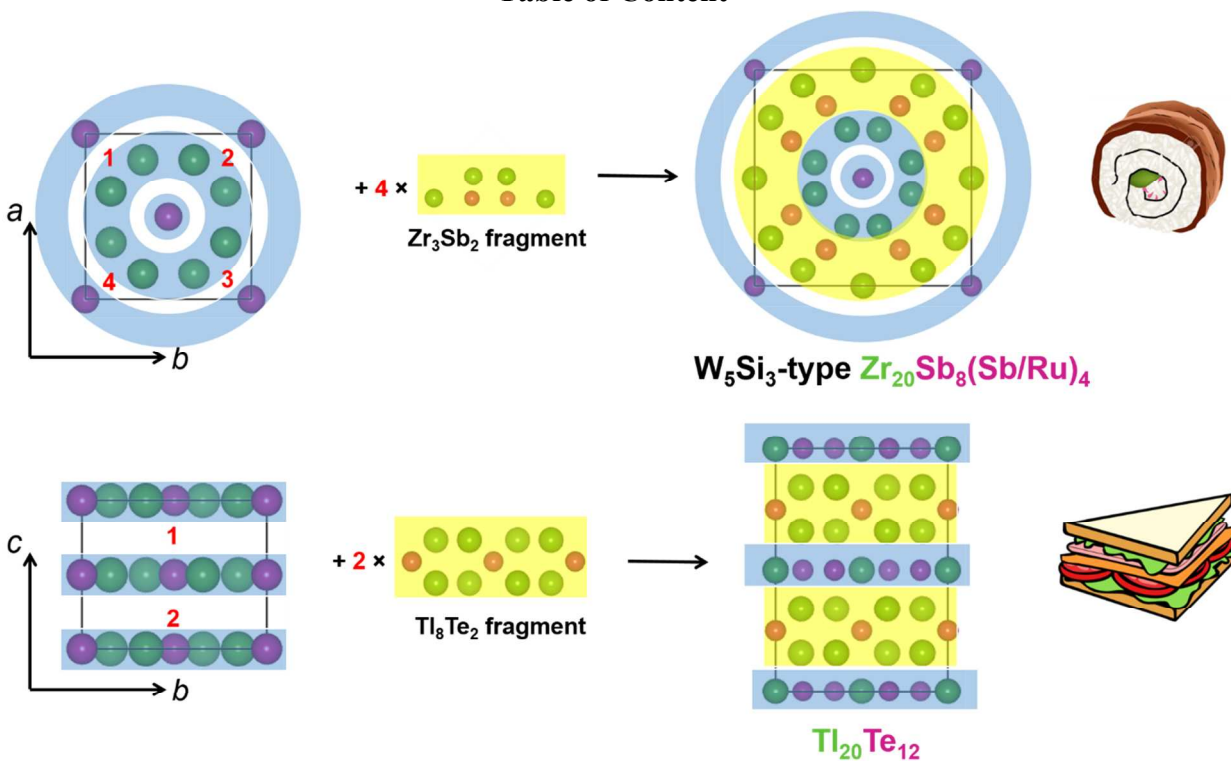 Table of Content
1 2
a
4 3
b
+ 4 ×
Zr₃Sb₂ fragment
W₅Si₃-type Zr₂₀Sb₈(Sb/Ru)₄
c
1
2
b
+ 2 ×
Tl₈Te₂ fragment
Tl₂₀Te₁₂